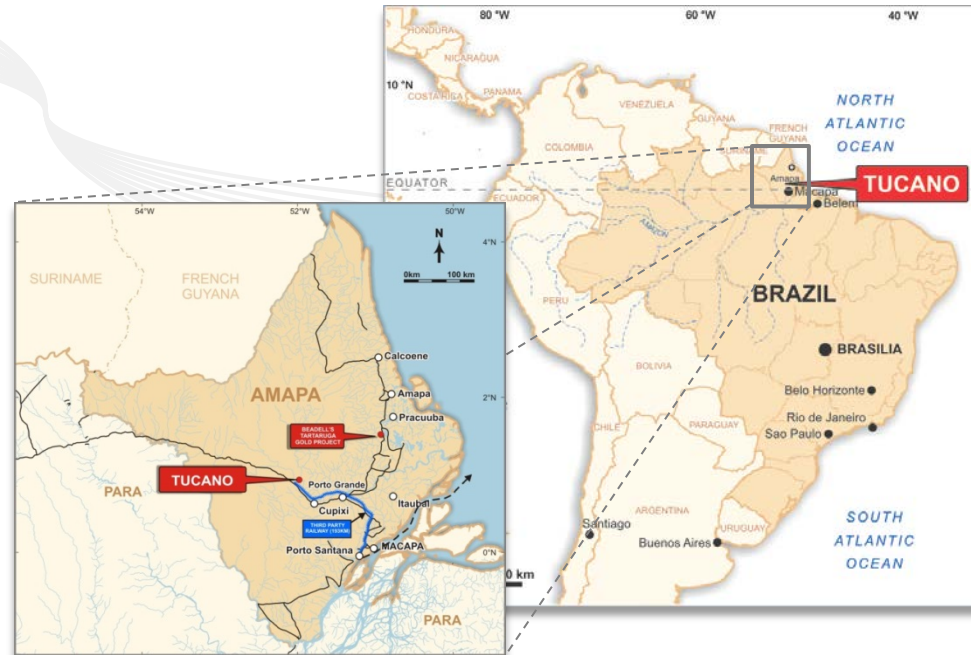 80 °W
60 °W
40 °W
HONDURA
NICARAGUA
10 °N
COSTA RICA
PANAMA
VENEZUELA
GUYANA
FRENCH
GUYANA
SURINAME
COLOMBIA
NORTH
ATLANTIC
OCEAN
EQUATOR
ECUADOR
Amapa
Macapa
Belem
TUCANO
AMAZON
PERU
BRAZIL
BRASILIA
BOLIVIA
Belo Horizonte
Rio de Janeiro
Sao Paulo
CHILE
PARAGUAY
ARGENTINA
Santiago
URUGUAY
Buenos Aires
SOUTH
ATLANTIC
OCEAN
0 km
54°W
52°W
50°W
N
4°N
0km 100 km
SURINAME
FRENCH
GUYANA
Calcoene
AMAPA
Amapa
2°N
Pracuuba
BEADELL'S
TARTARUGA
GOLD PROJECT
TUCANO
Porto Grande
PARA
Cupixi
Itaubal
THIRD PARTY
Porto Santana
MACAPA
0°N
PARA